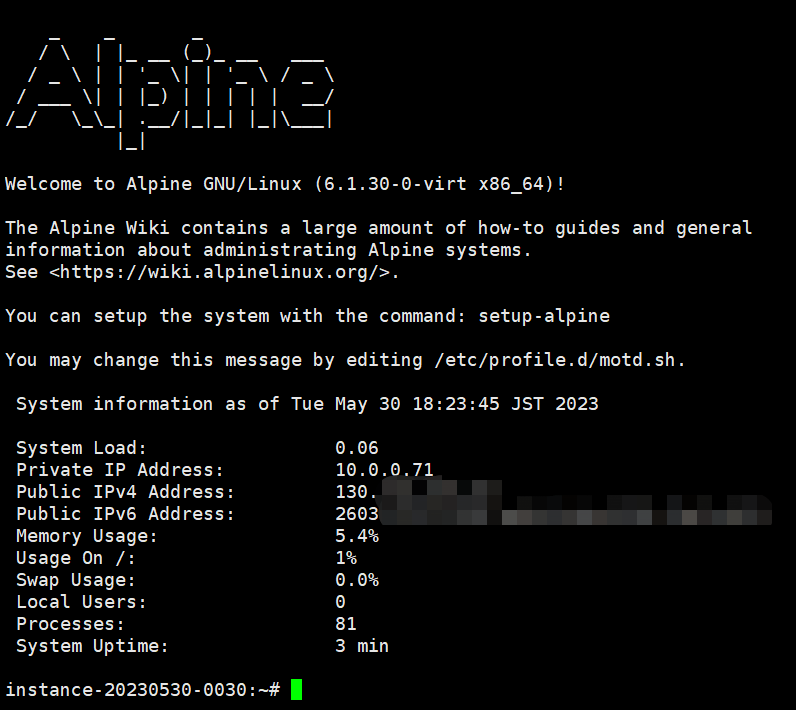 Alpine
Welcome to Alpine GNU/Linux (6.1.30-0-virt x86_64)!
The Alpine Wiki contains a large amount of how-to guides and general
information about administrating Alpine systems.
See <https://wiki.alpinelinux.org/>.
You can setup the system with the command: setup-alpine
You may change this message by editing /etc/profile.d/motd.sh.
System information as of Tue May 30 18:23:45 JST 2023
System Load: 0.06
Private IP Address: 10.0.0.71
Public IPv4 Address: 130.
Public IPv6 Address: 2603
Memory Usage: 5.4%
Usage On /: 1%
Swap Usage: 0.0%
Local Users: 0
Processes: 81
System Uptime: 3 min
instance-20230530-0030:~#